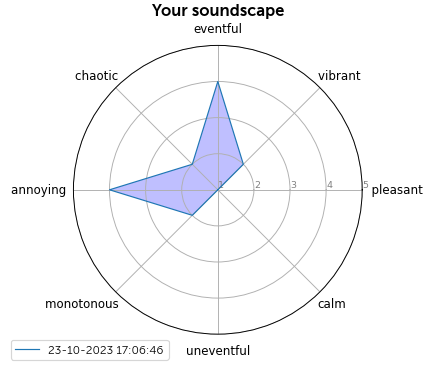 Your soundscape
eventful
chaotic
vibrant
annoying
1 2 3 4 5
pleasant
monotonous
calm
23-10-2023 17:06:46
uneventful